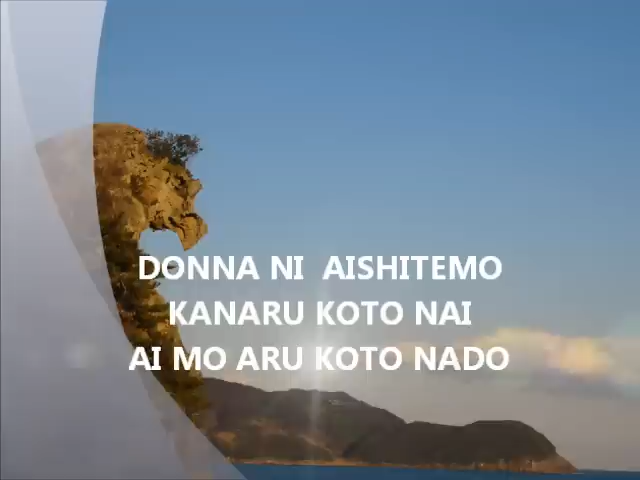 DONNA NI AISHITEMO
KANARU KOTO NAI
AI MO ARU KOTO NADO